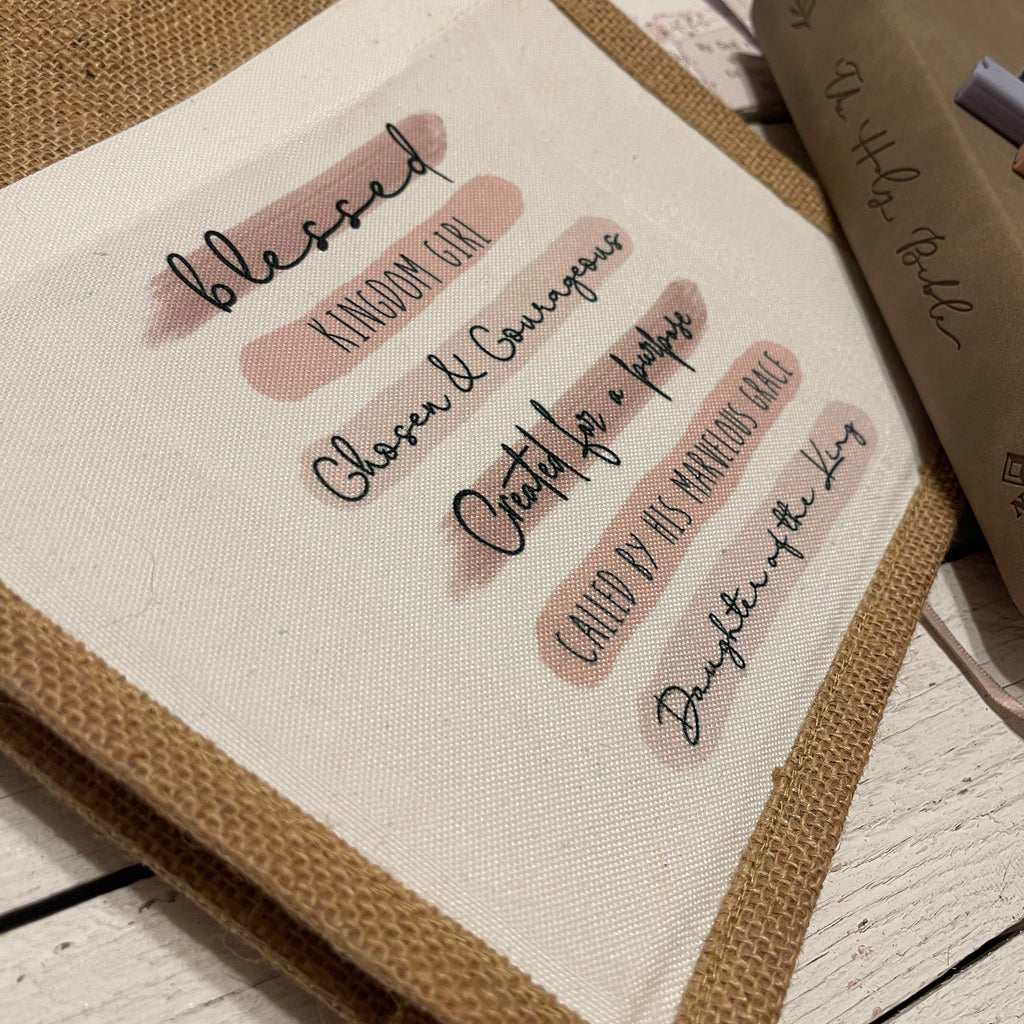 blessed
KINGDOM GIRL
Chosen & Courageous
Created for a purpose
CALLED BY HIS MARVELOUS GRACE
Daughter of the King
The Holy Bible